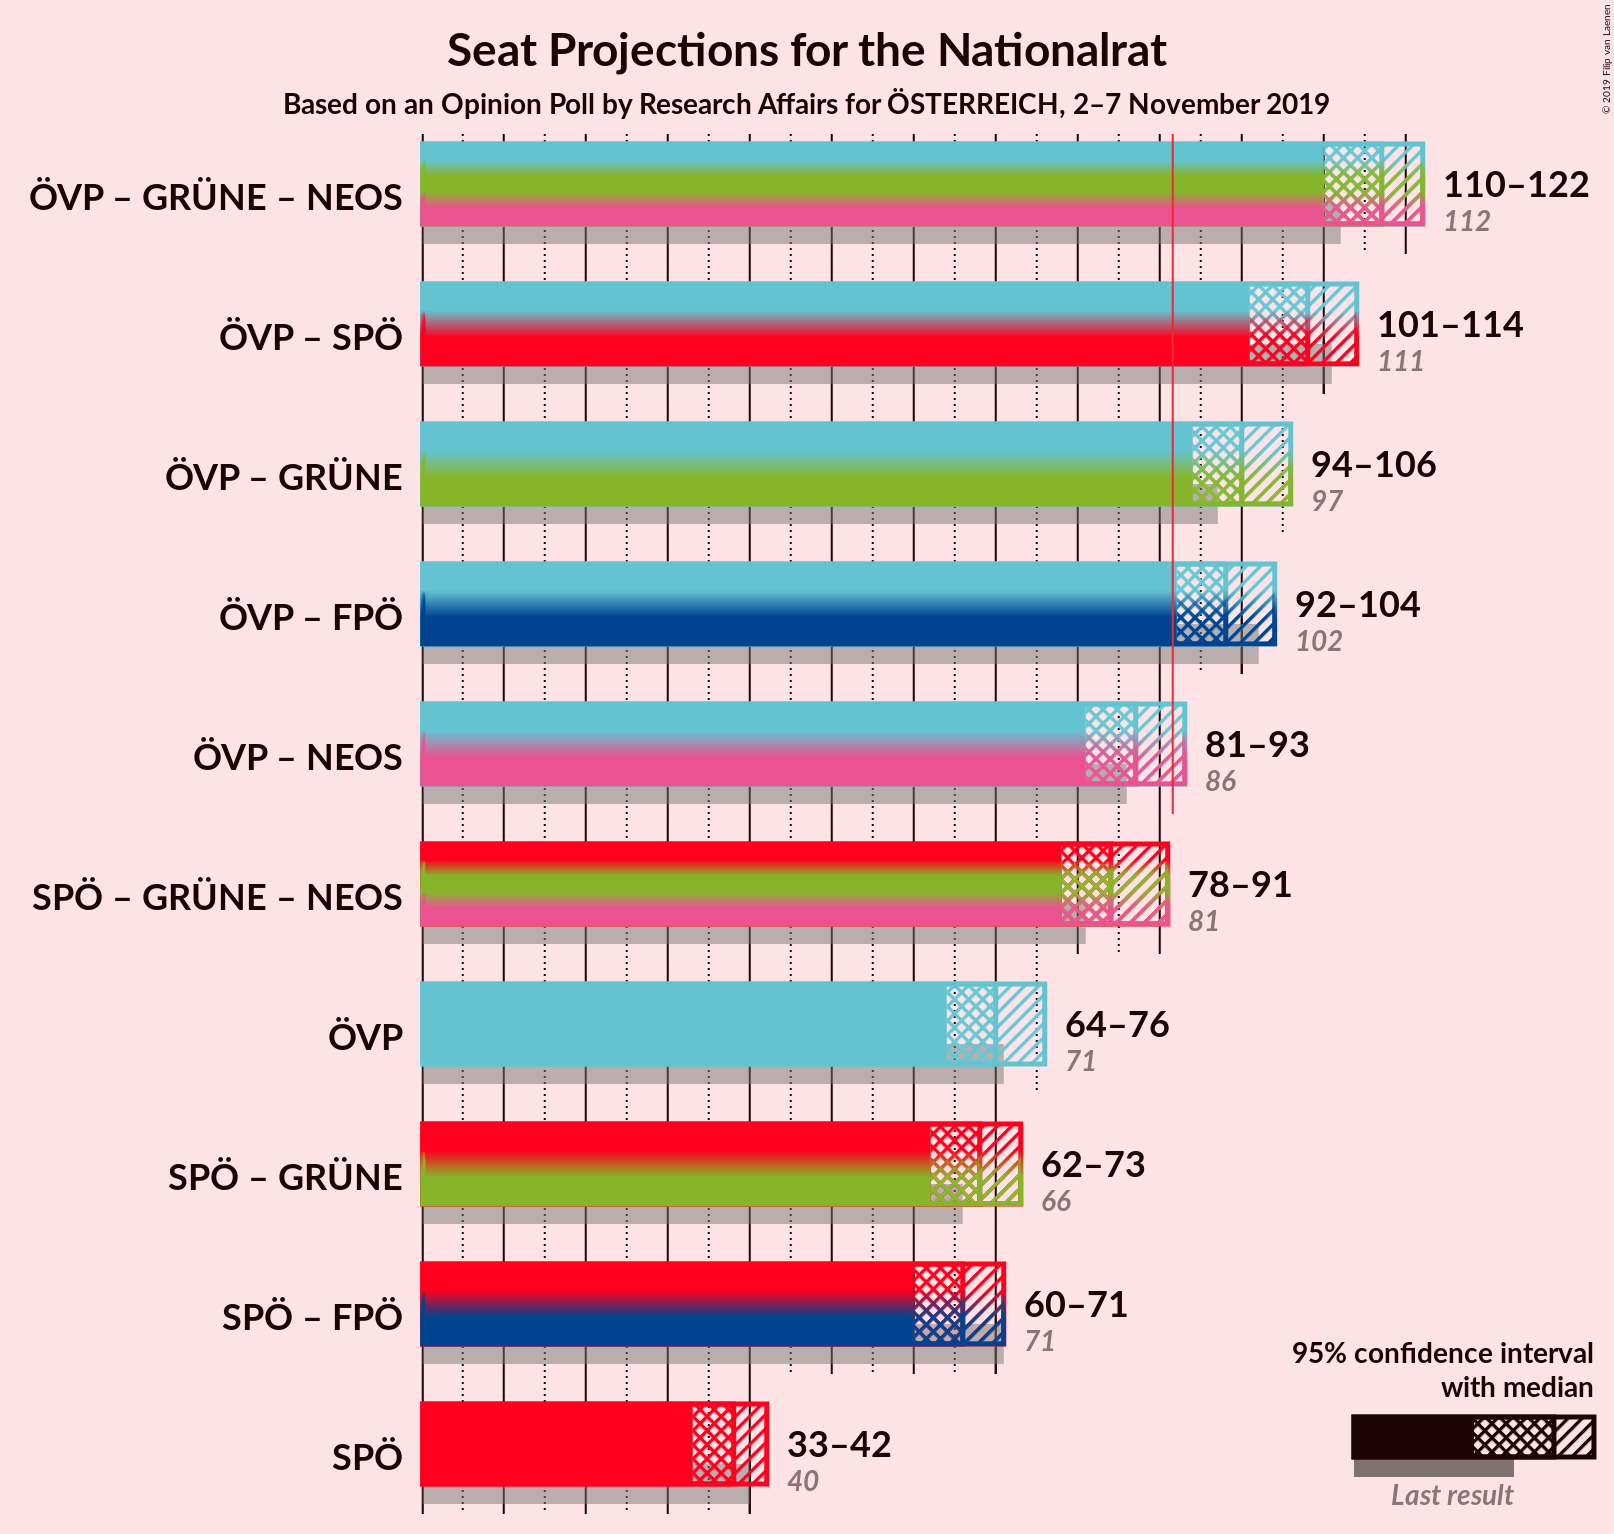 Seat Projections for the Nationalrat
Based on an Opinion Poll by Research Affairs for ÖSTERREICH, 2–7 November 2019
© 2019 Filip van Laenen
ÖVP – GRÜNE – NEOS
110–122
112
ÖVP – SPÖ
101–114
111
ÖVP – GRÜNE
94–106
97
ÖVP – FPÖ
92–104
102
ÖVP – NEOS
81–93
86
SPÖ – GRÜNE – NEOS
78–91
81
ÖVP
64–76
71
SPÖ – GRÜNE
62–73
66
SPÖ – FPÖ
60–71
71
SPÖ
33–42
40
95% confidence interval
with median
Last result